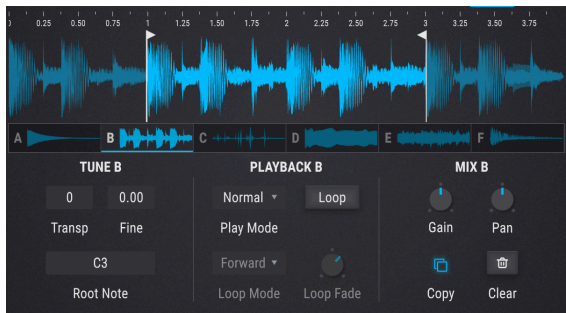 0 0.25 0.50 0.75 1 1.25 1.50 1.75 2 2.25 2.50 2.75 3 3.25 3.50 3.75
A B C D E F
TUNE B PLAYBACK B MIX B
0 0.00 Normal Loop
Transp Fine Play Mode Gain Pan
C3 Forward
Root Note Loop Mode Loop Fade Copy Clear